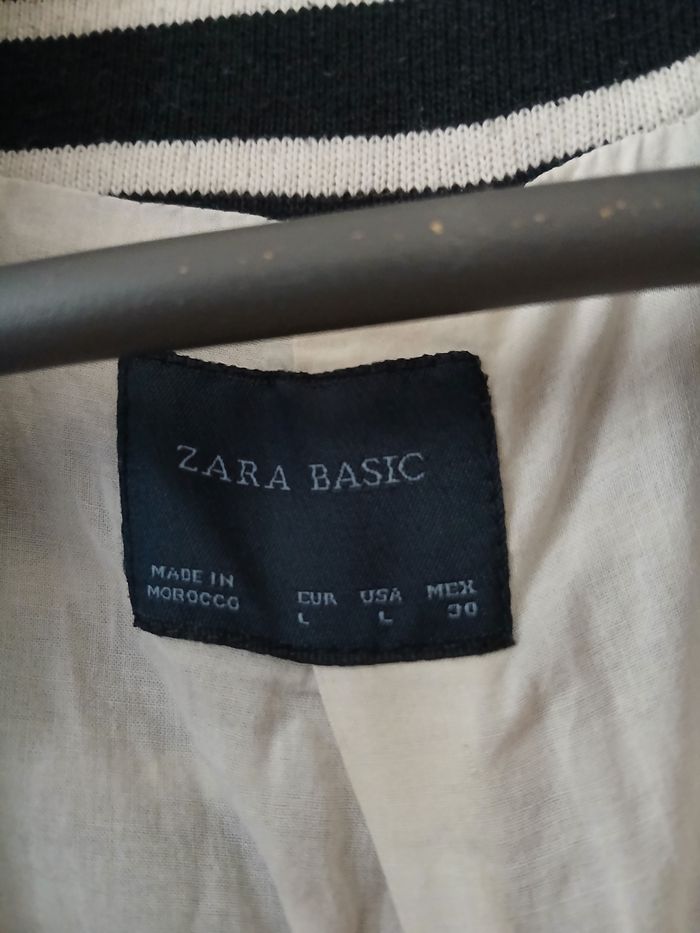 ZARA BASIC
MADE IN
MOROCCO
EUR USA MEX
L L 30